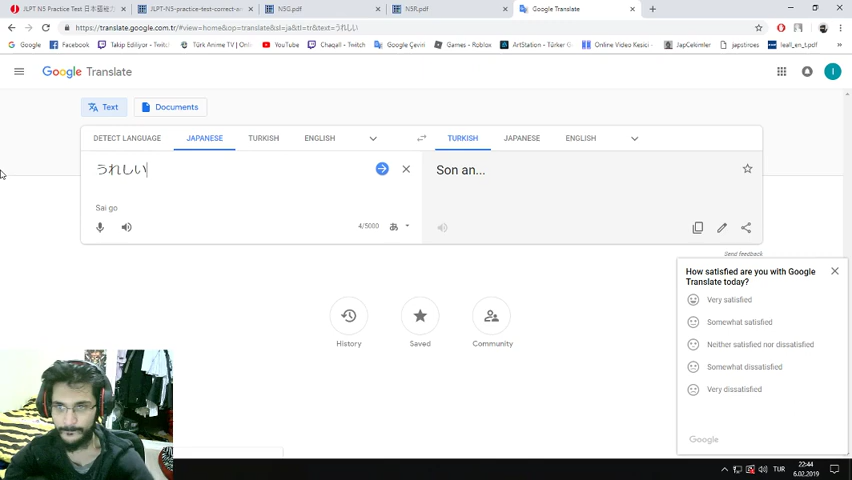 JLPT N5 Practice Test 日本語能力
JLPT-N5-practice-test-correct-an
N5G.pdf
N5R.pdf
Google Translate
https://translate.google.com.tr/#view=home&op=translate&sl=ja&tl=tr&text=うれしい
Google
Facebook
Takip Ediliyor - Twitch
Türk Anime TV
YouTube
Chaqall - Twitch
Google Çeviri
Games - Roblox
ArtStation - Türker G
Online Video Kesici
JapCekimler
japstroes
leall_en_t.pdf
Google Translate
Text
Documents
DETECT LANGUAGE
JAPANESE
TURKISH
ENGLISH
TURKISH
JAPANESE
ENGLISH
うれしい
Son an...
Sai go
4/5000
あ
Send feedback
How satisfied are you with Google
Translate today?
Very satisfied
Somewhat satisfied
Neither satisfied nor dissatisfied
Somewhat dissatisfied
Very dissatisfied
Google
History
Saved
Community
TUR
22:44
6.02.2019